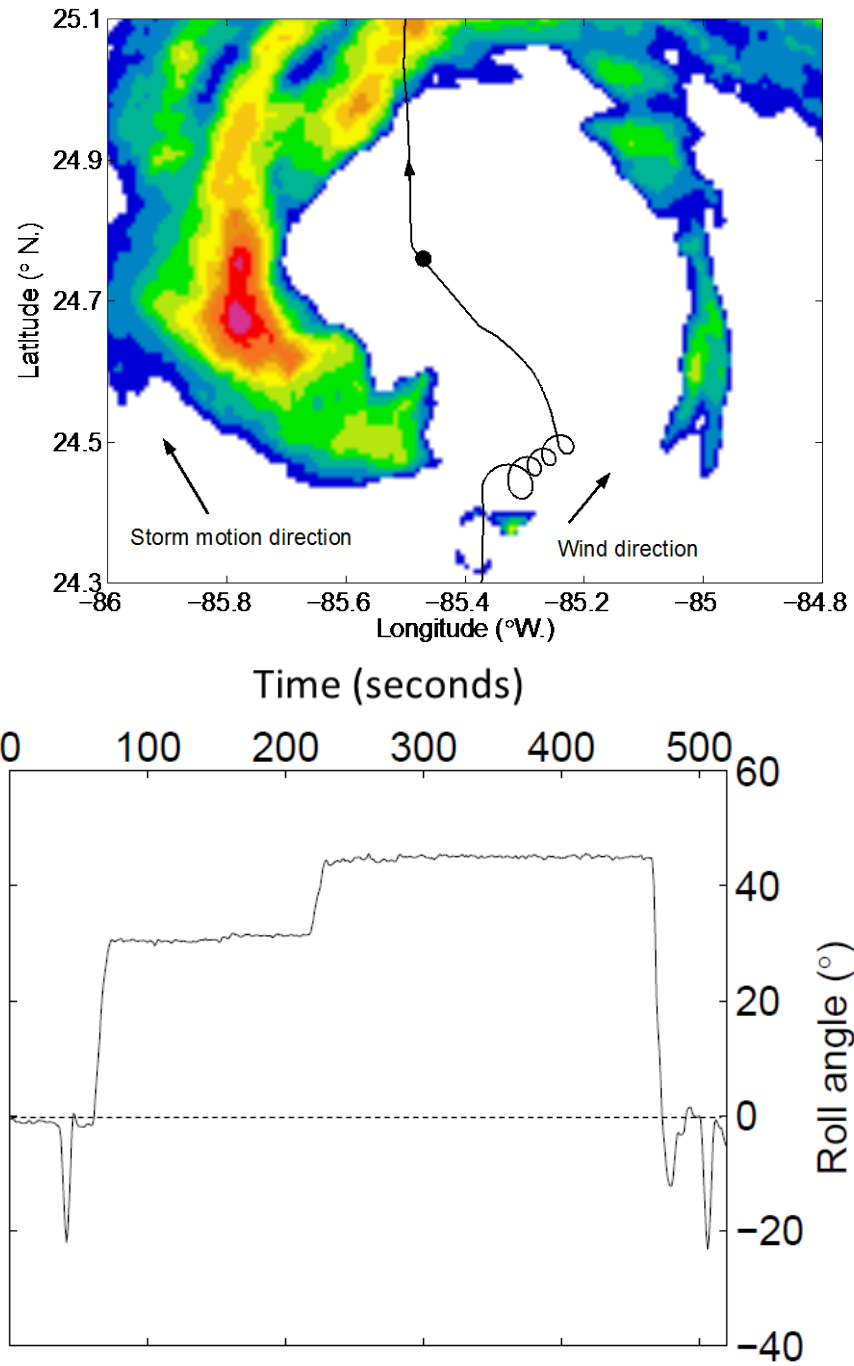 25.1
24.9
24.7
24.5
24.3
Latitude (° N.)
Storm motion direction
Wind direction
−86 −85.8 −85.6 −85.4 −85.2 −85 −84.8
Longitude (°W.)
Time (seconds)
0 100 200 300 400 500
60
40
20
0
−20
−40
Roll angle (°)